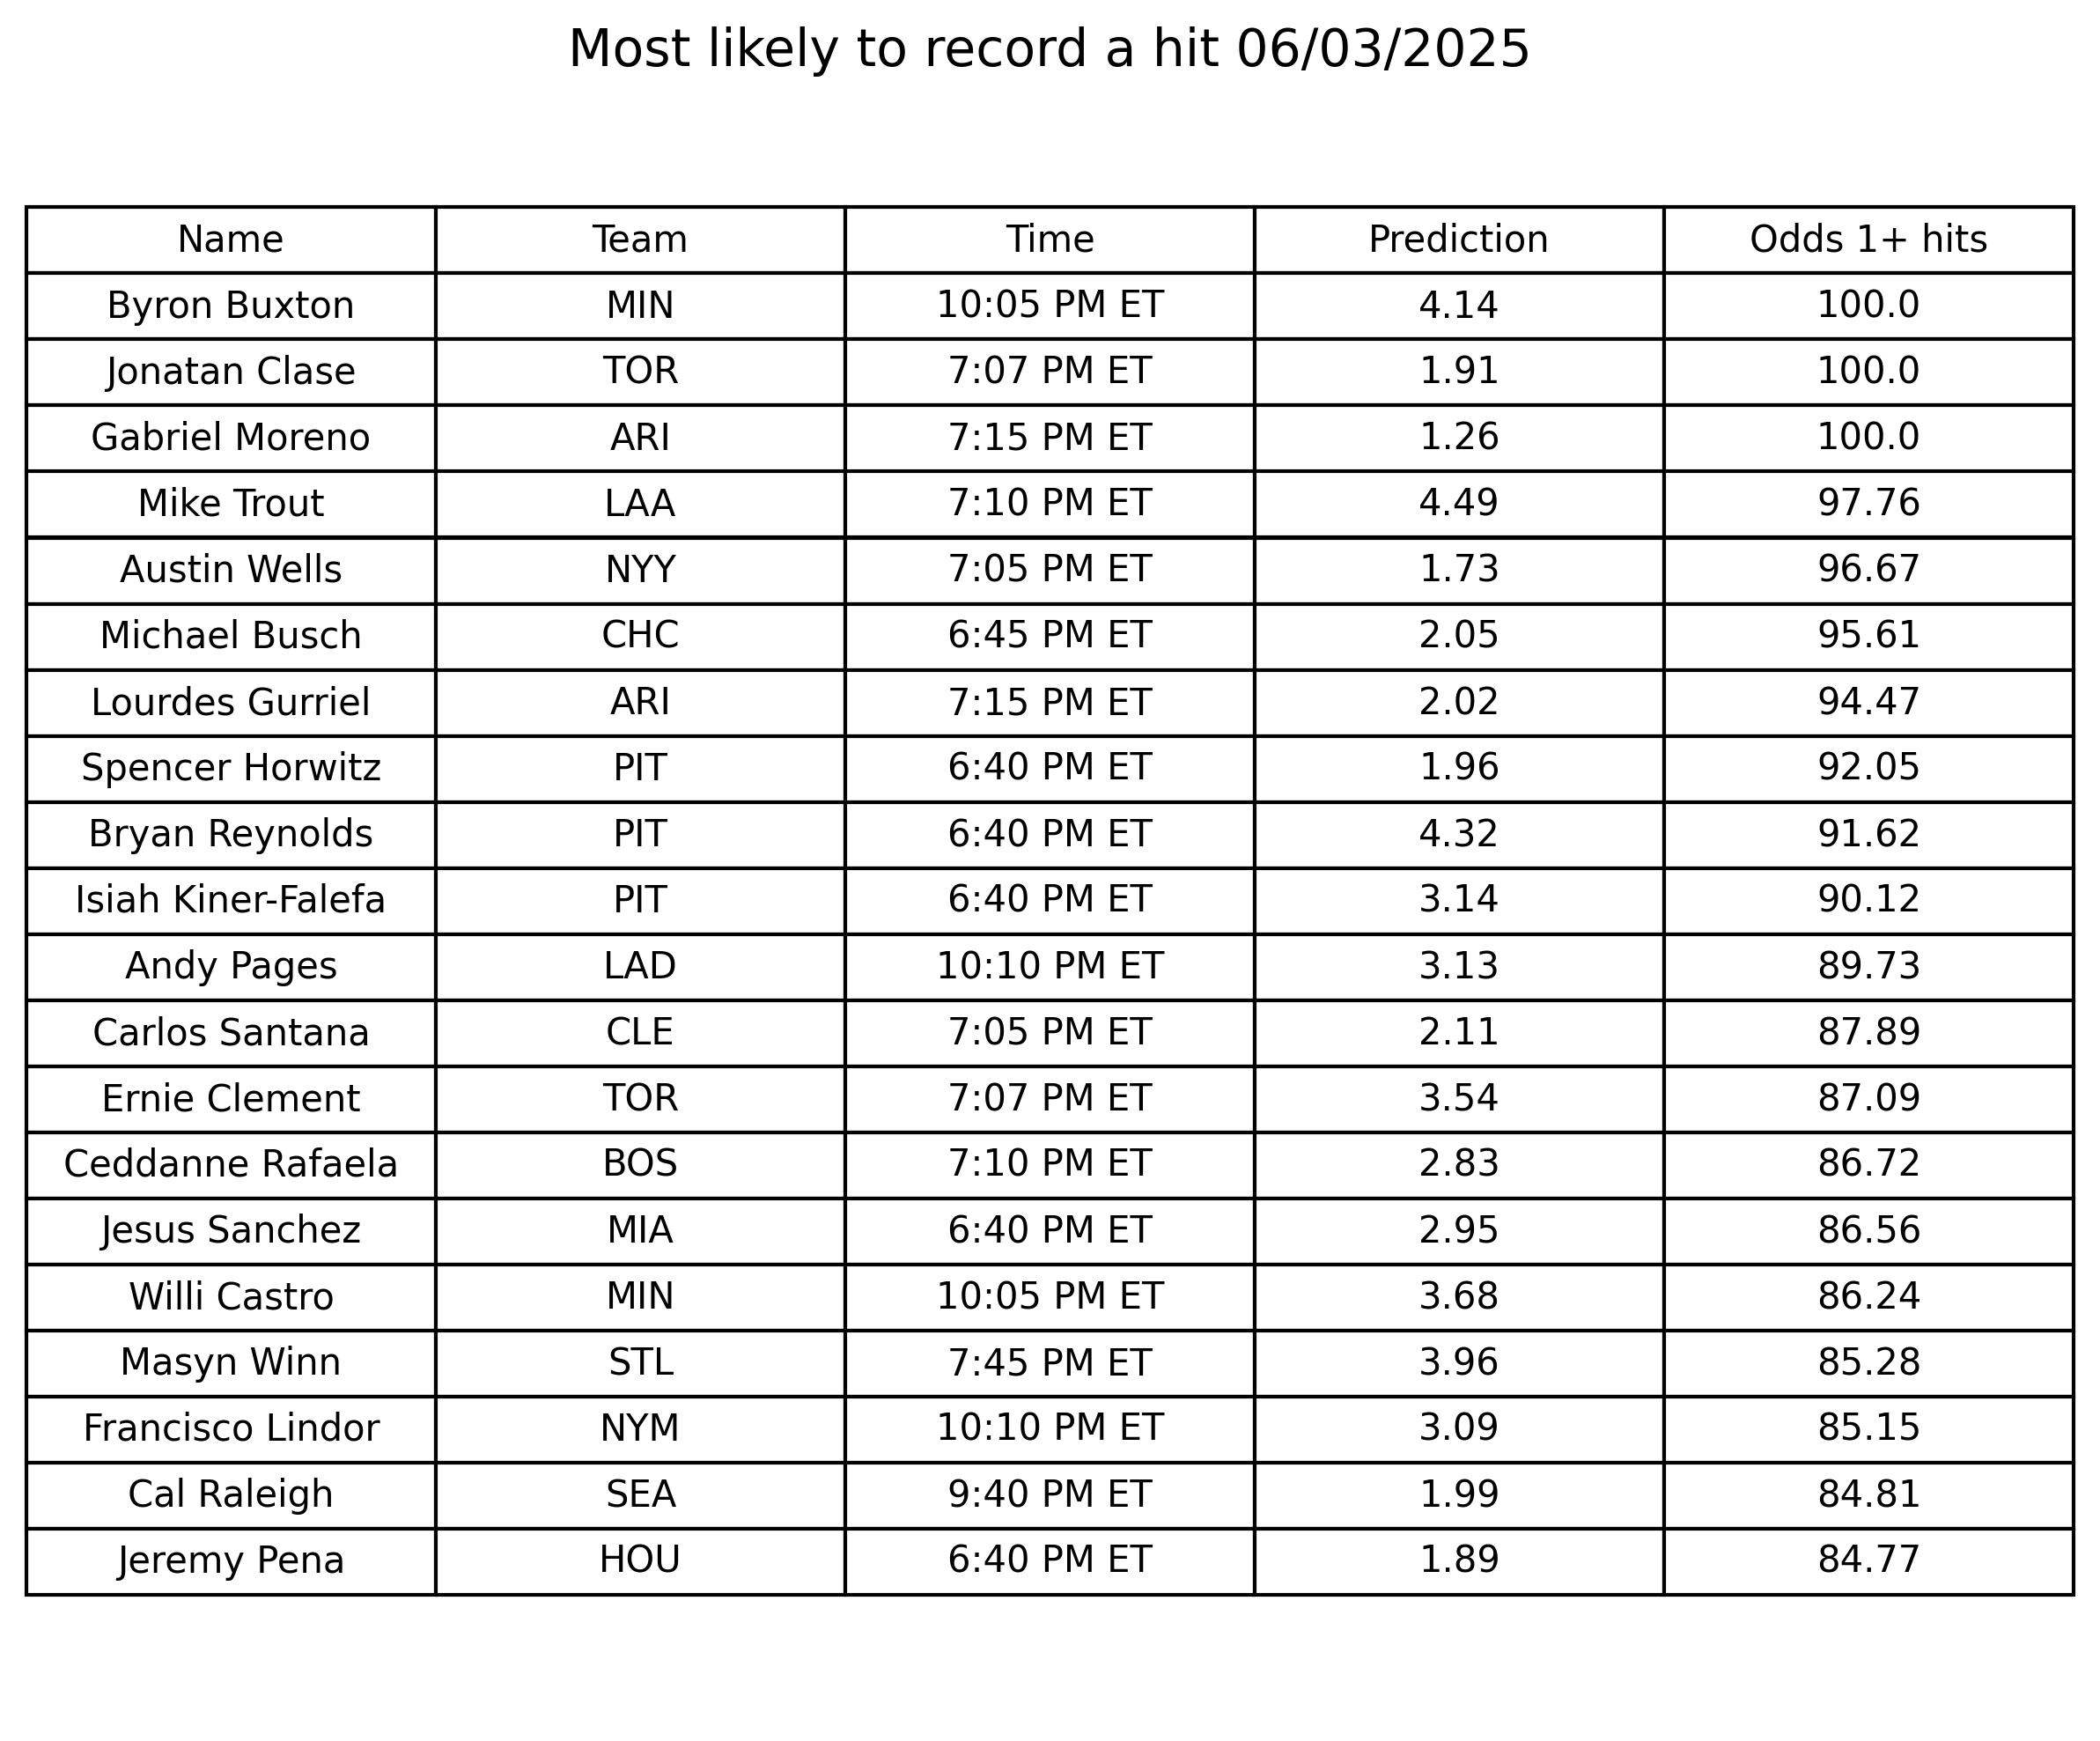 Most likely to record a hit 06/03/2025
Name Team Time Prediction Odds 1+ hits
Byron Buxton MIN 10:05 PM ET 4.14 100.0
Jonatan Clase TOR 7:07 PM ET 1.91 100.0
Gabriel Moreno ARI 7:15 PM ET 1.26 100.0
Mike Trout LAA 7:10 PM ET 4.49 97.76
Austin Wells NYY 7:05 PM ET 1.73 96.67
Michael Busch CHC 6:45 PM ET 2.05 95.61
Lourdes Gurriel ARI 7:15 PM ET 2.02 94.47
Spencer Horwitz PIT 6:40 PM ET 1.96 92.05
Bryan Reynolds PIT 6:40 PM ET 4.32 91.62
Isiah Kiner-Falefa PIT 6:40 PM ET 3.14 90.12
Andy Pages LAD 10:10 PM ET 3.13 89.73
Carlos Santana CLE 7:05 PM ET 2.11 87.89
Ernie Clement TOR 7:07 PM ET 3.54 87.09
Ceddanne Rafaela BOS 7:10 PM ET 2.83 86.72
Jesus Sanchez MIA 6:40 PM ET 2.95 86.56
Willi Castro MIN 10:05 PM ET 3.68 86.24
Masyn Winn STL 7:45 PM ET 3.96 85.28
Francisco Lindor NYM 10:10 PM ET 3.09 85.15
Cal Raleigh SEA 9:40 PM ET 1.99 84.81
Jeremy Pena HOU 6:40 PM ET 1.89 84.77